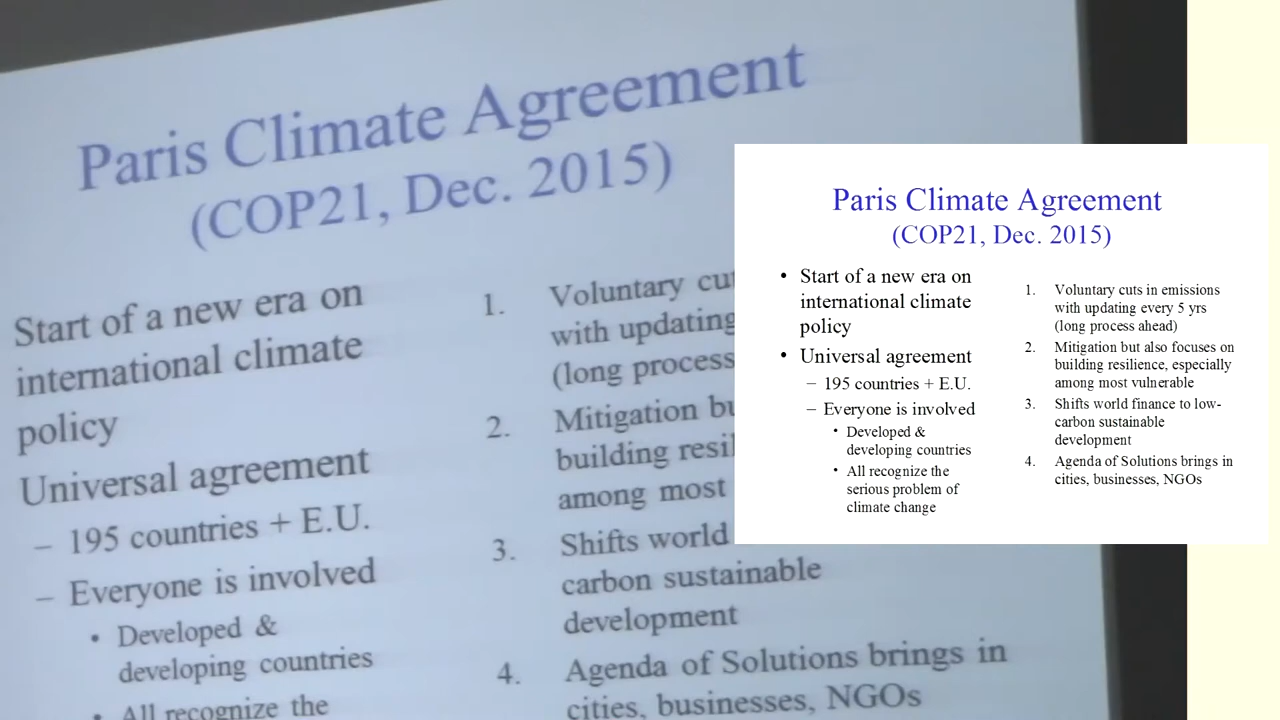 Paris Climate Agreement
(COP21, Dec. 2015)
Start of a new era on
international climate
policy
Universal agreement
– 195 countries + E.U.
– Everyone is involved
• Developed &
developing countries
• All recognize the
1. Voluntary cut
with updating
(long process
2. Mitigation bu
building resil
among most
3. Shifts world
carbon sustainable
development
4. Agenda of Solutions brings in
cities, businesses, NGOs
Paris Climate Agreement
(COP21, Dec. 2015)
• Start of a new era on
international climate
policy
• Universal agreement
– 195 countries + E.U.
– Everyone is involved
• Developed &
developing countries
• All recognize the
serious problem of
climate change
1. Voluntary cuts in emissions
with updating every 5 yrs
(long process ahead)
2. Mitigation but also focuses on
building resilience, especially
among most vulnerable
3. Shifts world finance to low-
carbon sustainable
development
4. Agenda of Solutions brings in
cities, businesses, NGOs